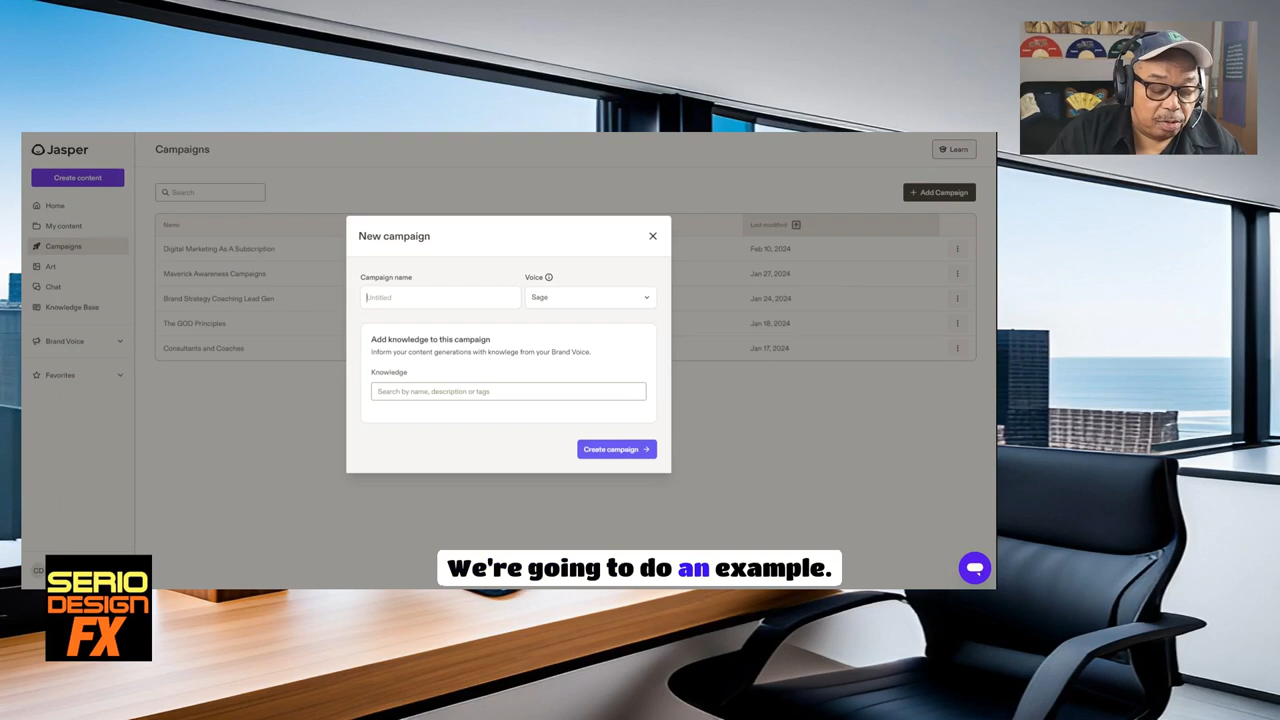 Jasper
Campaigns
Learn
Create content
Search
+ Add Campaign
Home
My content
Campaigns
Art
Chat
Knowledge Base
Brand Voice
Favorites
CD
Name
Last modified
Digital Marketing As A Subscription
Feb 10, 2024
Maverick Awareness Campaigns
Jan 27, 2024
Brand Strategy Coaching Lead Gen
Jan 24, 2024
The GOD Principles
Jan 18, 2024
Consultants and Coaches
Jan 17, 2024
New campaign
Campaign name
Voice
Untitled
Sage
Add knowledge to this campaign
Inform your content generations with knowlege from your Brand Voice.
Knowledge
Search by name, description or tags
Create campaign
We're going to do an example.
SERIO
DESIGN
FX